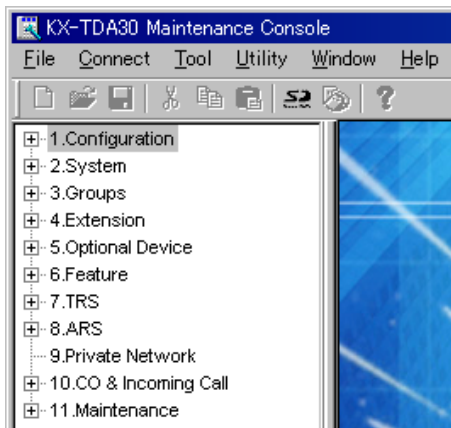 KX-TDA30 Maintenance Console
File Connect Tool Utility Window Help
1.Configuration
2.System
3.Groups
4.Extension
5.Optional Device
6.Feature
7.TRS
8.ARS
9.Private Network
10.CO & Incoming Call
11.Maintenance